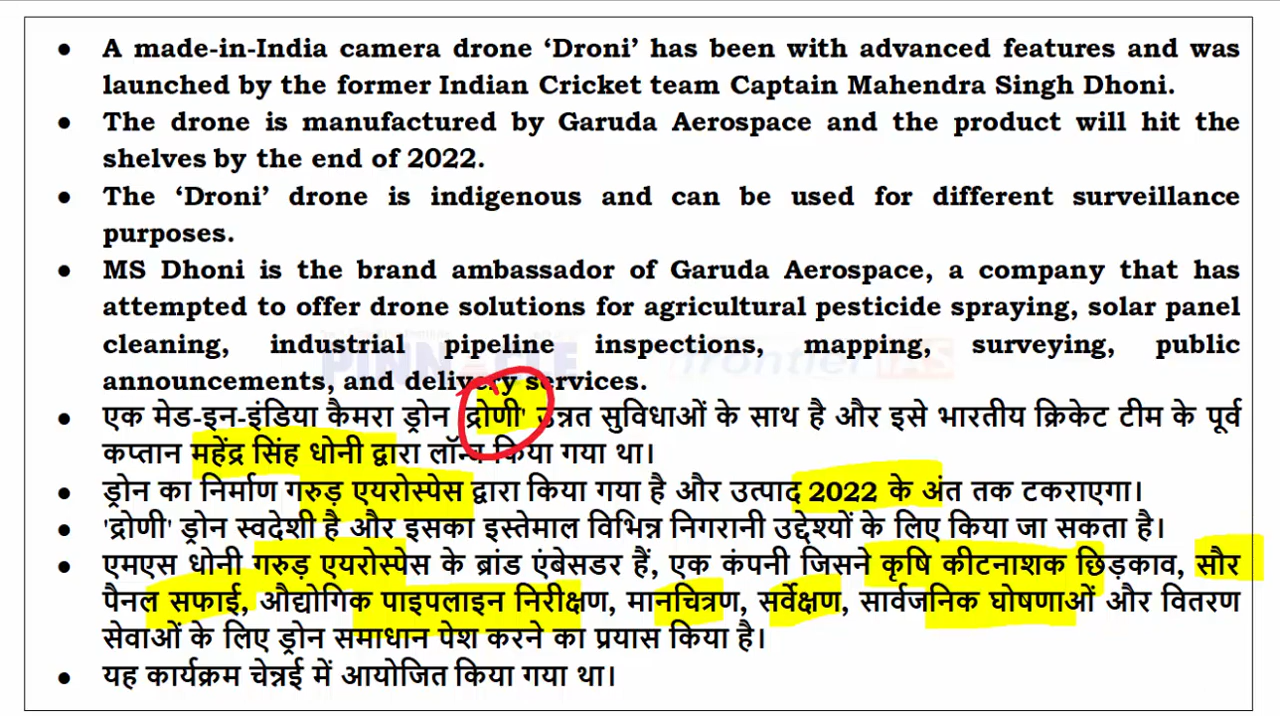 ● A made-in-India camera drone ‘Droni’ has been with advanced features and was
launched by the former Indian Cricket team Captain Mahendra Singh Dhoni.
● The drone is manufactured by Garuda Aerospace and the product will hit the
shelves by the end of 2022.
● The ‘Droni’ drone is indigenous and can be used for different surveillance
purposes.
● MS Dhoni is the brand ambassador of Garuda Aerospace, a company that has
attempted to offer drone solutions for agricultural pesticide spraying, solar panel
cleaning, industrial pipeline inspections, mapping, surveying, public
announcements, and delivery services.
● एक मेड-इन-इंडिया कैमरा ड्रोन 'द्रोणी' उन्नत सुविधाओं के साथ है और इसे भारतीय क्रिकेट टीम के पूर्व
कप्तान महेंद्र सिंह धोनी द्वारा लॉन्च किया गया था।
● ड्रोन का निर्माण गरुड़ एयरोस्पेस द्वारा किया गया है और उत्पाद 2022 के अंत तक टकराएगा।
● 'द्रोणी' ड्रोन स्वदेशी है और इसका इस्तेमाल विभिन्न निगरानी उद्देश्यों के लिए किया जा सकता है।
● एमएस धोनी गरुड़ एयरोस्पेस के ब्रांड एंबेसडर हैं, एक कंपनी जिसने कृषि कीटनाशक छिड़काव, सौर
पैनल सफाई, औद्योगिक पाइपलाइन निरीक्षण, मानचित्रण, सर्वेक्षण, सार्वजनिक घोषणाओं और वितरण
सेवाओं के लिए ड्रोन समाधान पेश करने का प्रयास किया है।
● यह कार्यक्रम चेन्नई में आयोजित किया गया था।